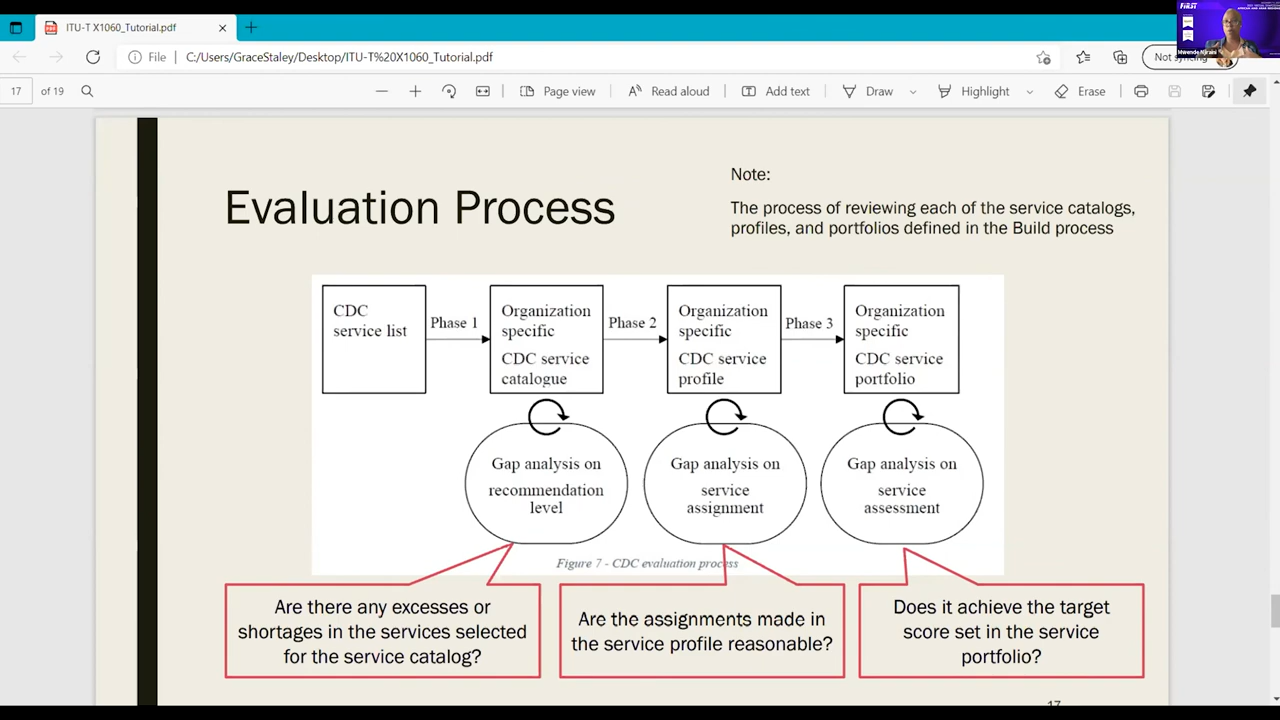 ITU-T X1060_Tutorial.pdf
File
C:/Users/GraceStaley/Desktop/ITU-T%20X1060_Tutorial.pdf
Not syncing
FIRST
Mwende Njiraini
17 of 19
Page view
Read aloud
Add text
Draw
Highlight
Erase
Evaluation Process
Note:
The process of reviewing each of the service catalogs,
profiles, and portfolios defined in the Build process
CDC
service list
Phase 1
Organization
specific
CDC service
catalogue
Phase 2
Organization
specific
CDC service
profile
Phase 3
Organization
specific
CDC service
portfolio
Gap analysis on
recommendation
level
Gap analysis on
service
assignment
Gap analysis on
service
assessment
Figure 7 - CDC evaluation process
Are there any excesses or
shortages in the services selected
for the service catalog?
Are the assignments made in
the service profile reasonable?
Does it achieve the target
score set in the service
portfolio?
17